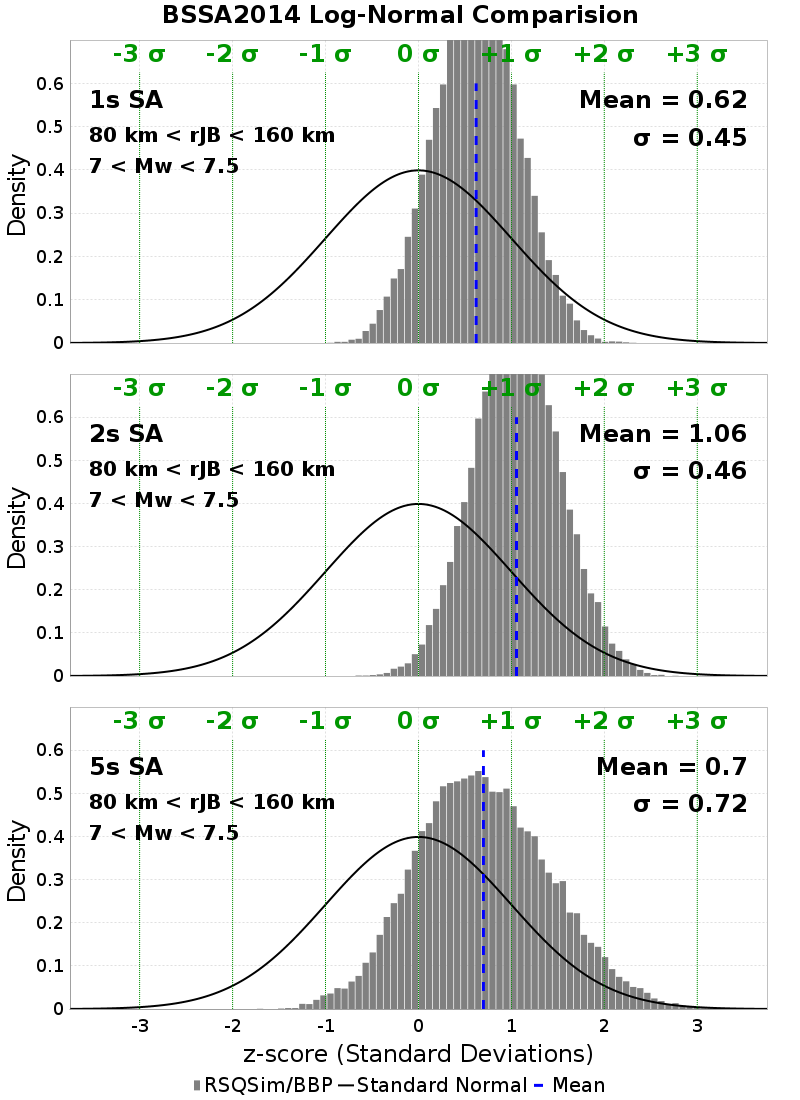 BSSA2014 Log-Normal Comparision
-3 σ -2 σ -1 σ 0 σ +1 σ +2 σ +3 σ
0.6
1s SA Mean = 0.62
0.5
80 km < rJB < 160 km σ = 0.45
7 < Mw < 7.5
0.4
Density
0.3
0.2
0.1
0
-3 σ -2 σ -1 σ 0 σ +1 σ +2 σ +3 σ
0.6
2s SA Mean = 1.06
0.5
80 km < rJB < 160 km σ = 0.46
7 < Mw < 7.5
0.4
Density
0.3
0.2
0.1
0
-3 σ -2 σ -1 σ 0 σ +1 σ +2 σ +3 σ
0.6
5s SA Mean = 0.7
0.5
80 km < rJB < 160 km σ = 0.72
7 < Mw < 7.5
0.4
Density
0.3
0.2
0.1
0
-3 -2 -1 0 1 2 3
z-score (Standard Deviations)
RSQSim/BBP Standard Normal Mean